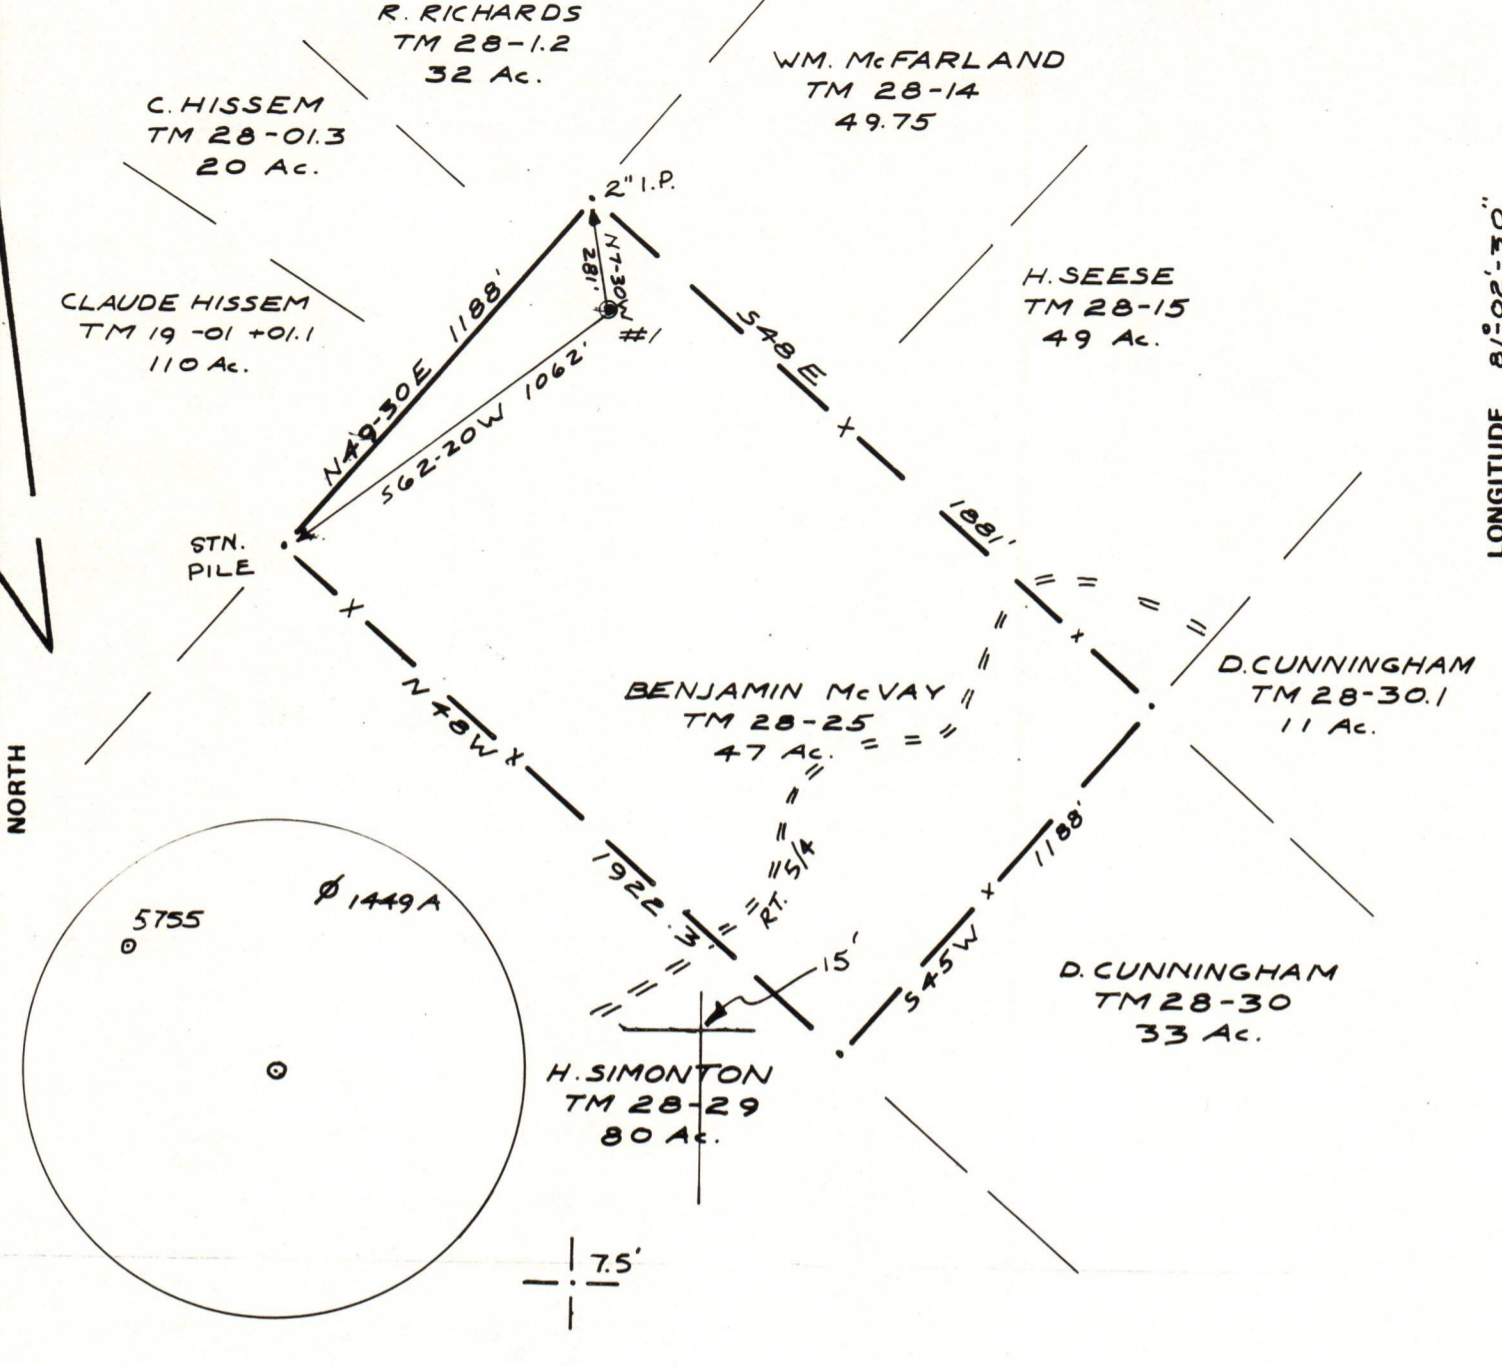 R. RICHARDS
TM 28-1.2
32 Ac.
WM. McFARLAND
TM 28-14
49.75
C. HISSEM
TM 28-01.3
20 Ac.
2" I.P.
N7-30W
281'
#1
H. SEESE
TM 28-15
49 Ac.
CLAUDE HISSEM
TM 19-01 +01.1
110 Ac.
N49-30E 1188'
S62-20W 1062'
S48E
1881'
LONGITUDE 81°-02'-30"
STN.
PILE
N 48W
1922.3'
BENJAMIN McVAY
TM 28-25
47 Ac.
D. CUNNINGHAM
TM 28-30.1
11 Ac.
NORTH
RT. 5/4
1188'
S45W
5755
1449A
15'
D. CUNNINGHAM
TM 28-30
33 Ac.
H. SIMONTON
TM 28-29
80 Ac.
7.5'